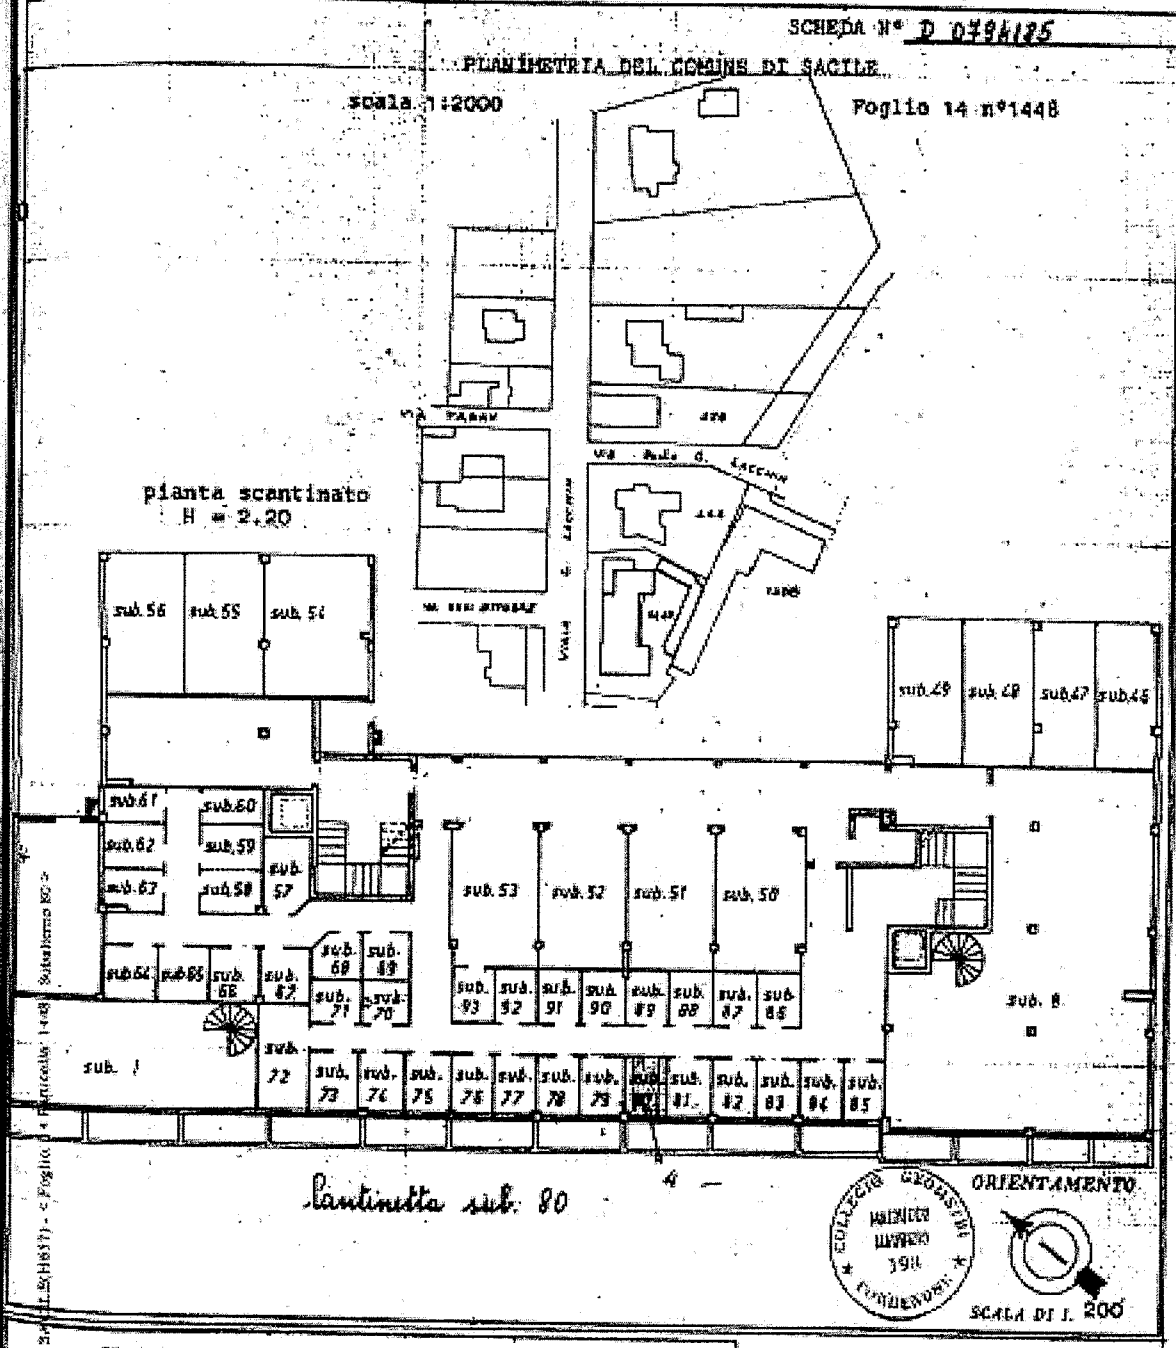 SCHEDA N° D 0794185
PLANIMETRIA DEL COMUNE DI SACILE
scala 1:2000
Foglio 14 n°1448
pianta scantinato
H = 2.20
sub. 56
sub. 55
sub. 54
sub. 49
sub. 48
sub. 47
sub. 46
sub. 61
sub. 60
sub. 62
sub. 59
sub. 63
sub. 58
sub. 57
sub. 53
sub. 52
sub. 51
sub. 50
sub. 64
sub. 65
sub. 66
sub. 67
sub. 68
sub. 69
sub. 71
sub. 70
sub. 93
sub. 92
sub. 91
sub. 90
sub. 89
sub. 88
sub. 87
sub. 86
sub. 8
sub. 1
sub. 72
sub. 73
sub. 74
sub. 75
sub. 76
sub. 77
sub. 78
sub. 79
sub. 80
sub. 81
sub. 82
sub. 83
sub. 84
sub. 85
VIALE
Cantinetta sub. 80
COLLEGIO GEOMETRI
PORDENONE
ORIENTAMENTO
SCALA DI 1: 200